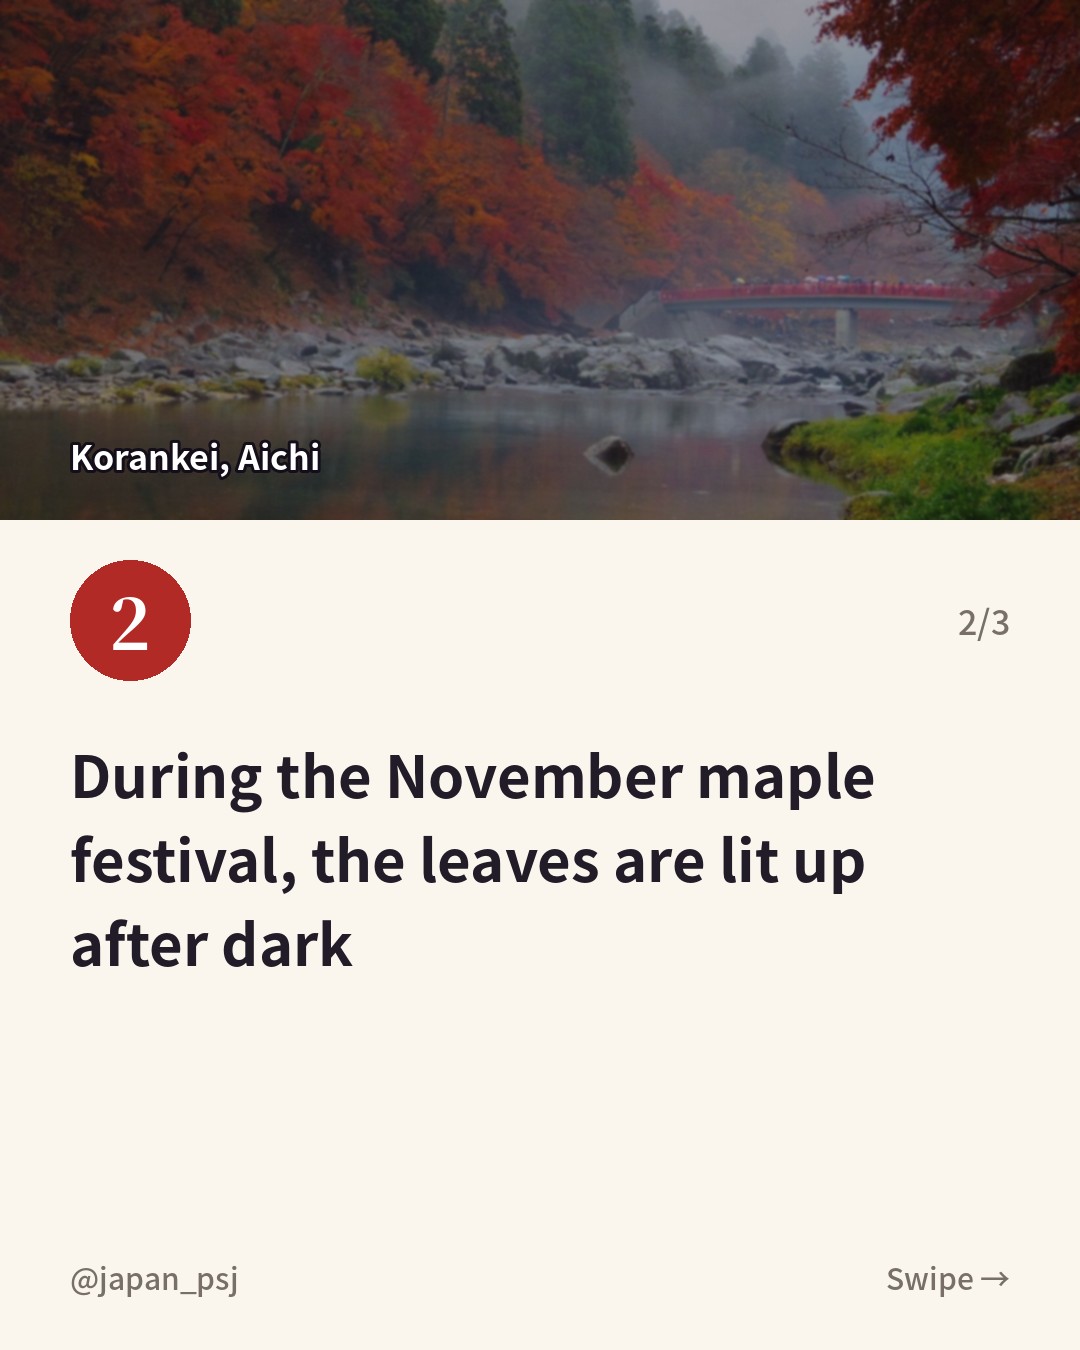 Korankei, Aichi
2
2/3
During the November maple
festival, the leaves are lit up
after dark
@japan_psj
Swipe →